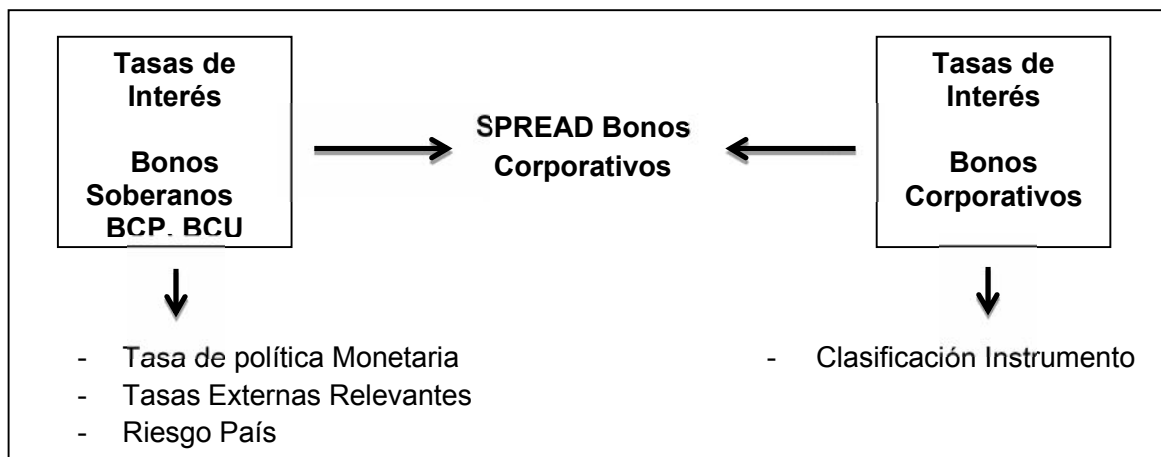 Tasas de
Interés
Bonos
Soberanos
BCP, BCU
SPREAD Bonos
Corporativos
Tasas de
Interés
Bonos
Corporativos
- Tasa de política Monetaria
- Tasas Externas Relevantes
- Riesgo País
- Clasificación Instrumento